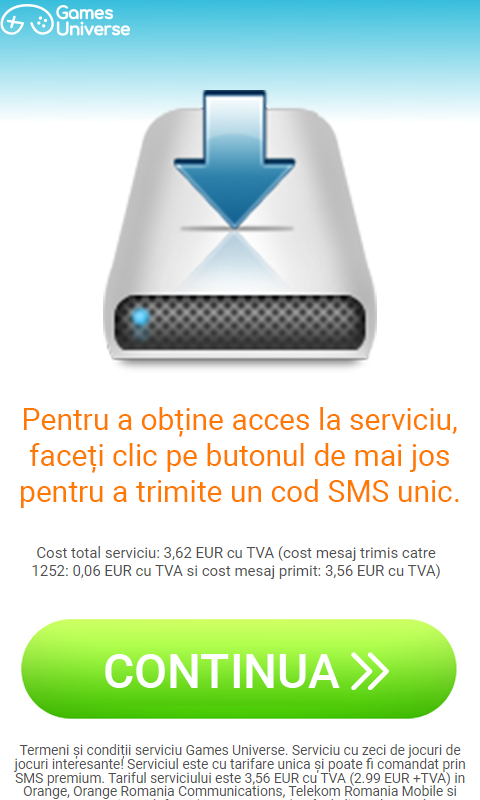 Games
Universe
Pentru a obține acces la serviciu,
faceți clic pe butonul de mai jos
pentru a trimite un cod SMS unic.
Cost total serviciu: 3,62 EUR cu TVA (cost mesaj trimis catre
1252: 0,06 EUR cu TVA si cost mesaj primit: 3,56 EUR cu TVA)
CONTINUA
Termeni și condiții serviciu Games Universe. Serviciu cu zeci de jocuri de
jocuri interesante! Serviciul este cu tarifare unica și poate fi comandat prin
SMS premium. Tariful serviciului este 3,56 EUR cu TVA (2.99 EUR +TVA) in
Orange, Orange Romania Communications, Telekom Romania Mobile si